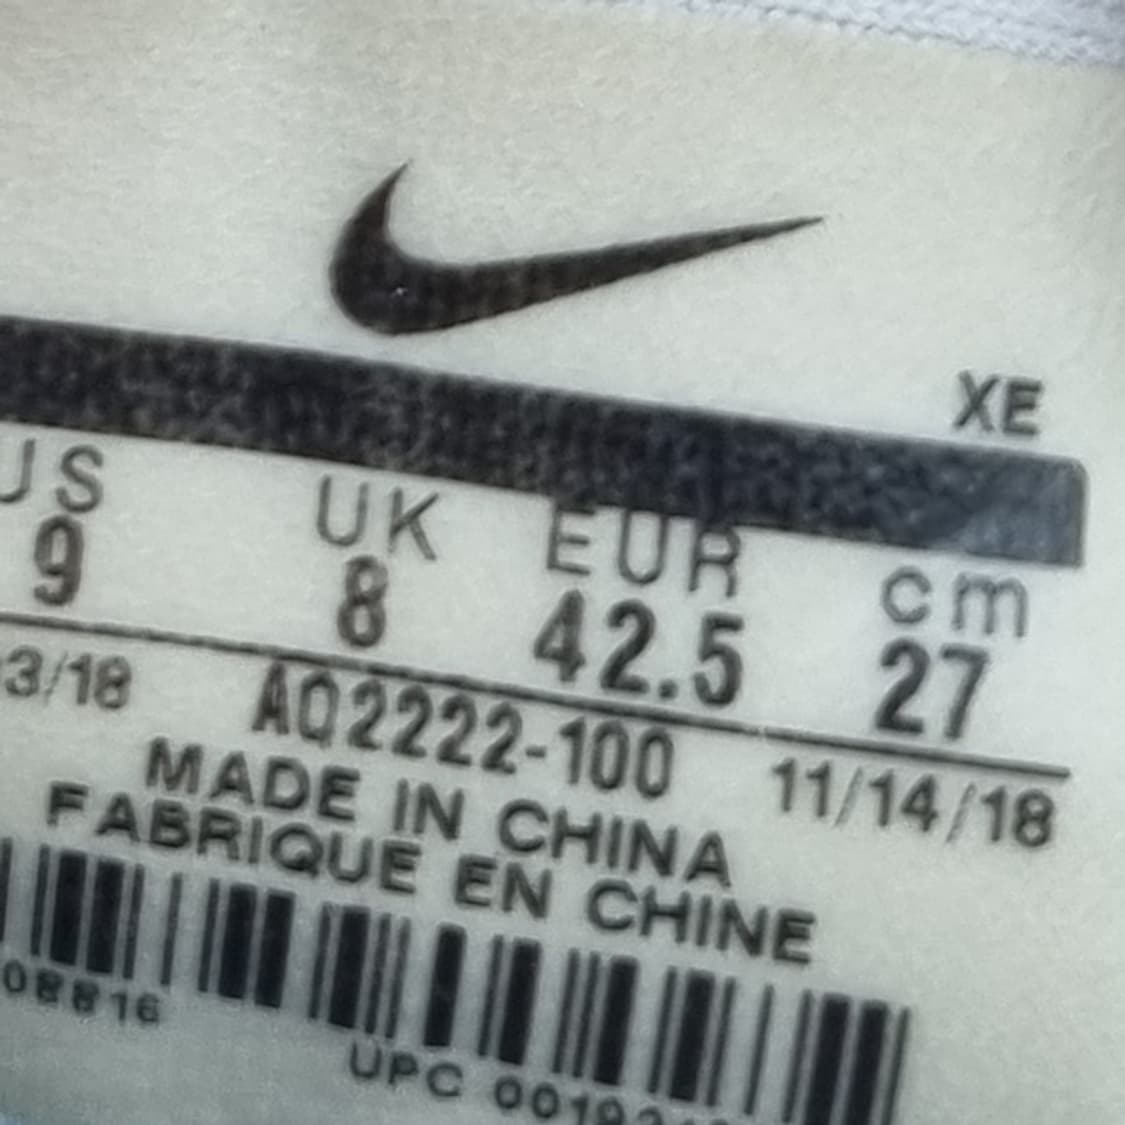 XE
US UK EUR cm
9 8 42.5 27
3/18 AQ2222-100 11/14/18
MADE IN CHINA
FABRIQUE EN CHINE
08816
UPC